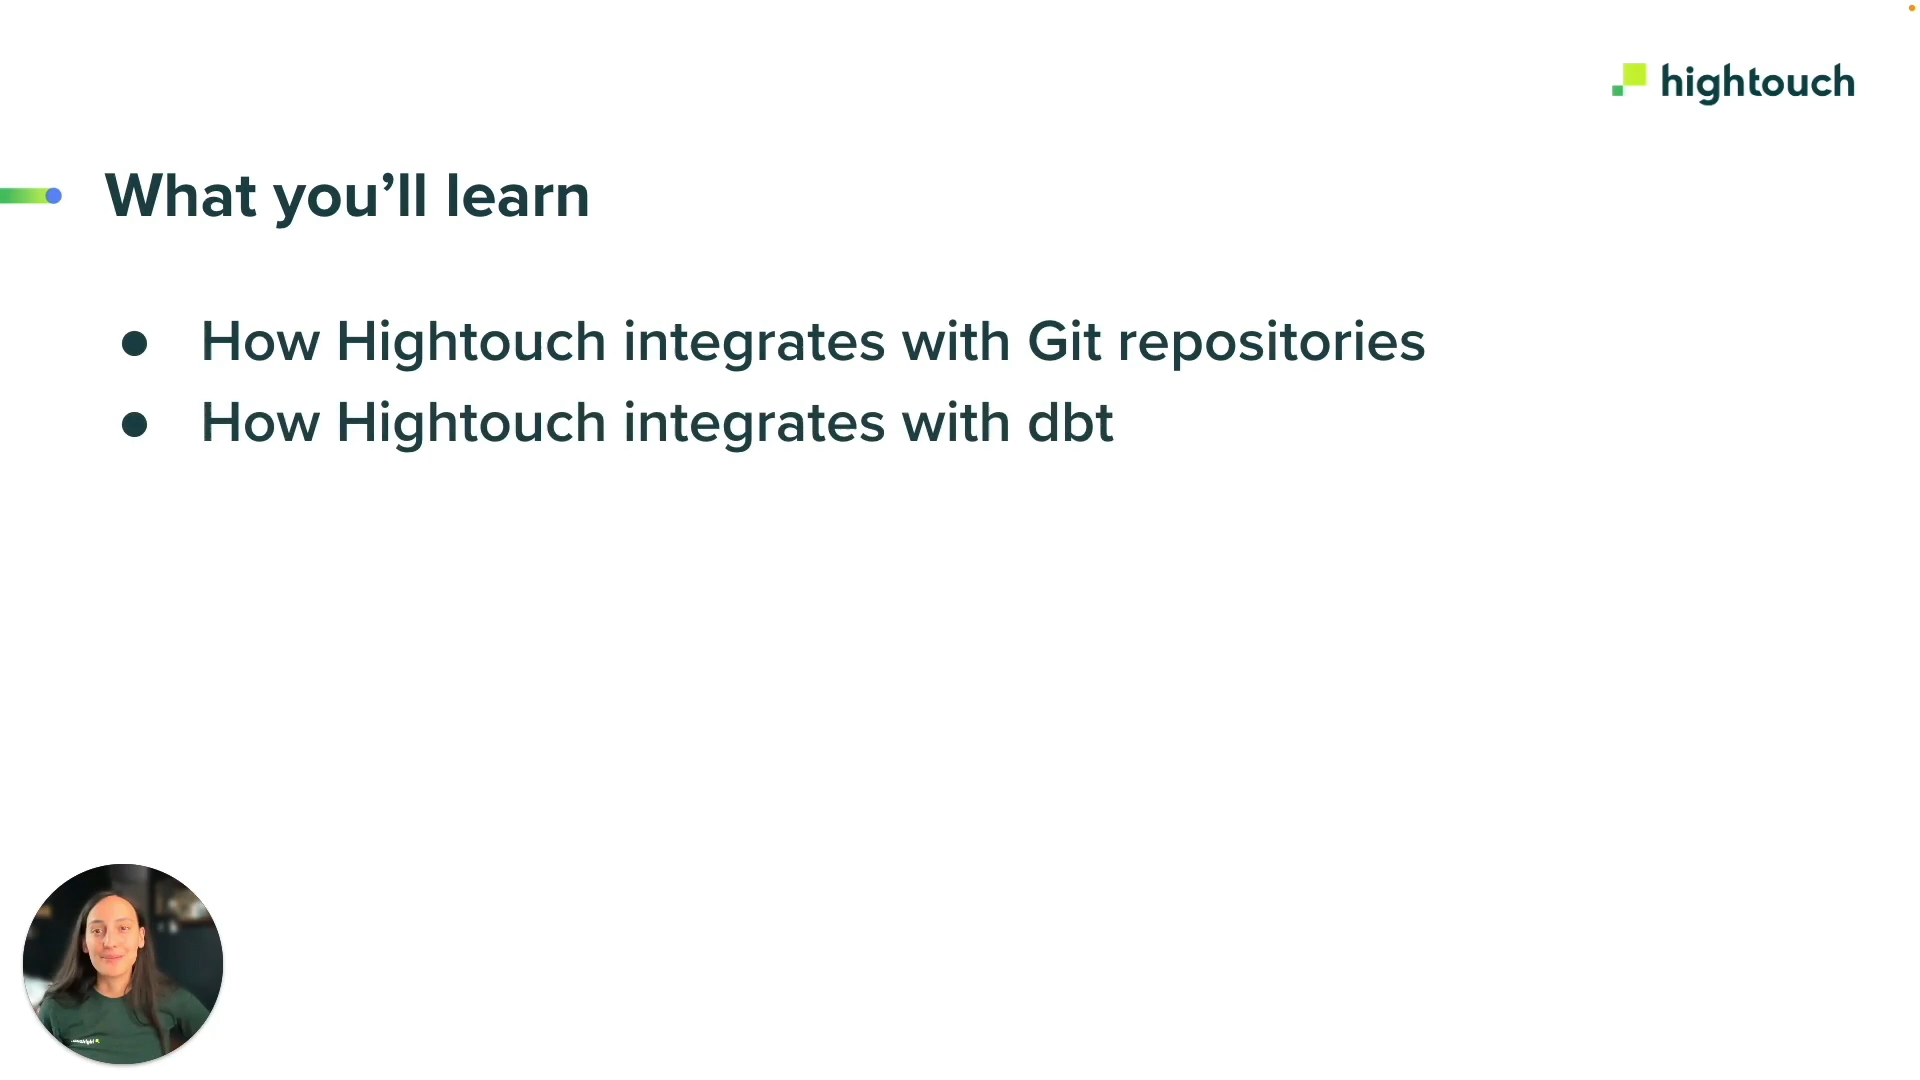 hightouch
What you’ll learn
● How Hightouch integrates with Git repositories
● How Hightouch integrates with dbt